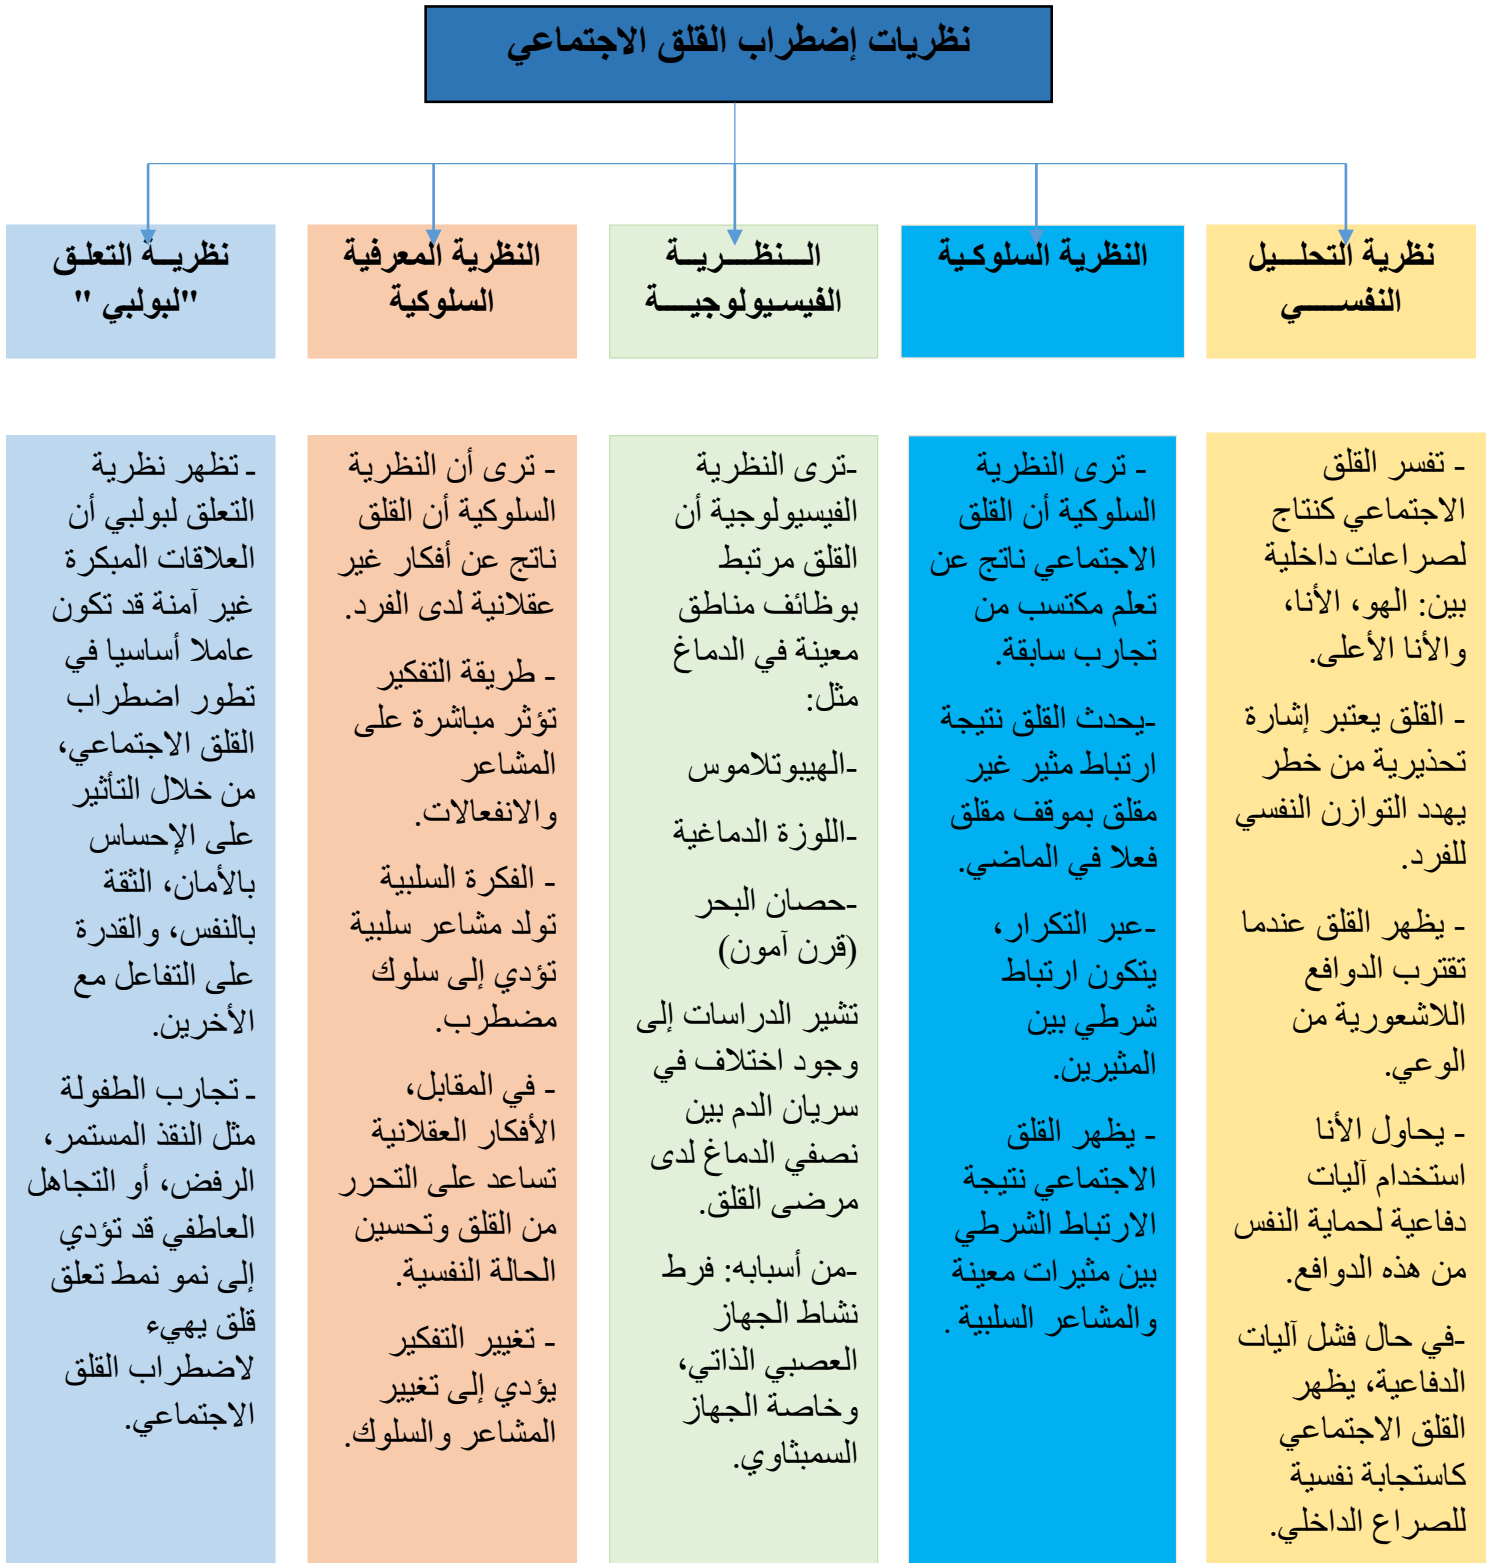 نظريات إضطراب القلق الاجتماعي
نظرية التحلـــيل
النفســـــي
النظرية السلوكـية
الـــنظـــــريـــة
الفيسـيولوجيـــــة
النظرية المعرفية
السلوكية
نظريــة التعلـق
"لبولبي "
- تفسر القلق
الاجتماعي كنتاج
لصراعات داخلية
بين: الهو، الأنا،
والأنا الأعلى.
- القلق يعتبر إشارة
تحذيرية من خطر
يهدد التوازن النفسي
للفرد.
- يظهر القلق عندما
تقترب الدوافع
اللاشعورية من
الوعي.
- يحاول الأنا
استخدام آليات
دفاعية لحماية النفس
من هذه الدوافع.
-في حال فشل آليات
الدفاعية، يظهر
القلق الاجتماعي
كاستجابة نفسية
للصراع الداخلي.
- ترى النظرية
السلوكية أن القلق
الاجتماعي ناتج عن
تعلم مكتسب من
تجارب سابقة.
-يحدث القلق نتيجة
ارتباط مثير غير
مقلق بموقف مقلق
فعلا في الماضي.
-عبر التكرار،
يتكون ارتباط
شرطي بين
المثيرين.
- يظهر القلق
الاجتماعي نتيجة
الارتباط الشرطي
بين مثيرات معينة
والمشاعر السلبية .
-ترى النظرية
الفيسيولوجية أن
القلق مرتبط
بوظائف مناطق
معينة في الدماغ
مثل:
-الهيبوتلاموس
-اللوزة الدماغية
-حصان البحر
(قرن آمون)
تشير الدراسات إلى
وجود اختلاف في
سريان الدم بين
نصفي الدماغ لدى
مرضى القلق.
-من أسبابه: فرط
نشاط الجهاز
العصبي الذاتي،
وخاصة الجهاز
السمبثاوي.
- ترى أن النظرية
السلوكية أن القلق
ناتج عن أفكار غير
عقلانية لدى الفرد.
- طريقة التفكير
تؤثر مباشرة على
المشاعر
والانفعالات.
- الفكرة السلبية
تولد مشاعر سلبية
تؤدي إلى سلوك
مضطرب.
- في المقابل،
الأفكار العقلانية
تساعد على التحرر
من القلق وتحسين
الحالة النفسية.
- تغيير التفكير
يؤدي إلى تغيير
المشاعر والسلوك.
ـ تظهر نظرية
التعلق لبولبي أن
العلاقات المبكرة
غير آمنة قد تكون
عاملا أساسيا في
تطور اضطراب
القلق الاجتماعي،
من خلال التأثير
على الإحساس
بالأمان، الثقة
بالنفس، والقدرة
على التفاعل مع
الأخرين.
ـ تجارب الطفولة
مثل النقذ المستمر،
الرفض، أو التجاهل
العاطفي قد تؤدي
إلى نمو نمط تعلق
قلق يهيء
لاضطراب القلق
الاجتماعي.